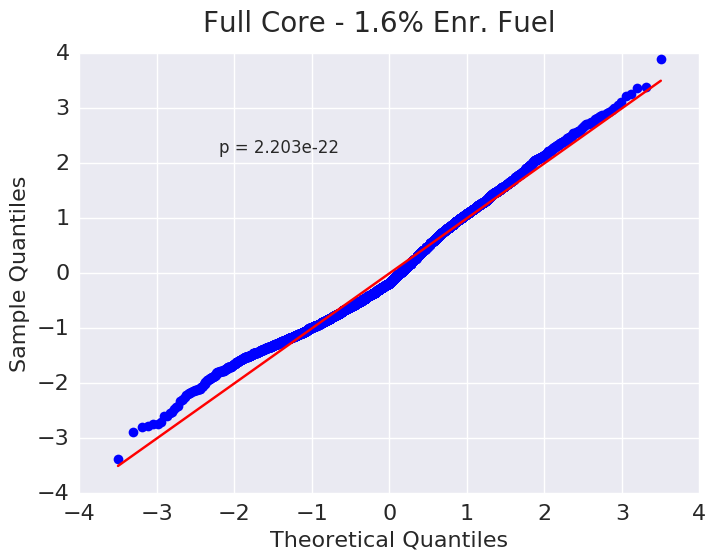 Full Core - 1.6% Enr. Fuel
4
3
2
1
0
−1
−2
−3
−4
p = 2.203e-22
Sample Quantiles
−4 −3 −2 −1 0 1 2 3 4
Theoretical Quantiles